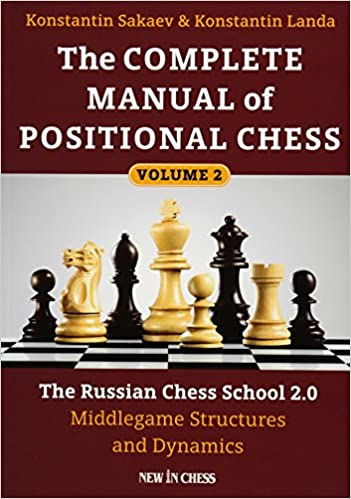 Konstantin Sakaev & Konstantin Landa
The COMPLETE
MANUAL of
POSITIONAL CHESS
VOLUME 2
The Russian Chess School 2.0
Middlegame Structures
and Dynamics
NEW IN CHESS